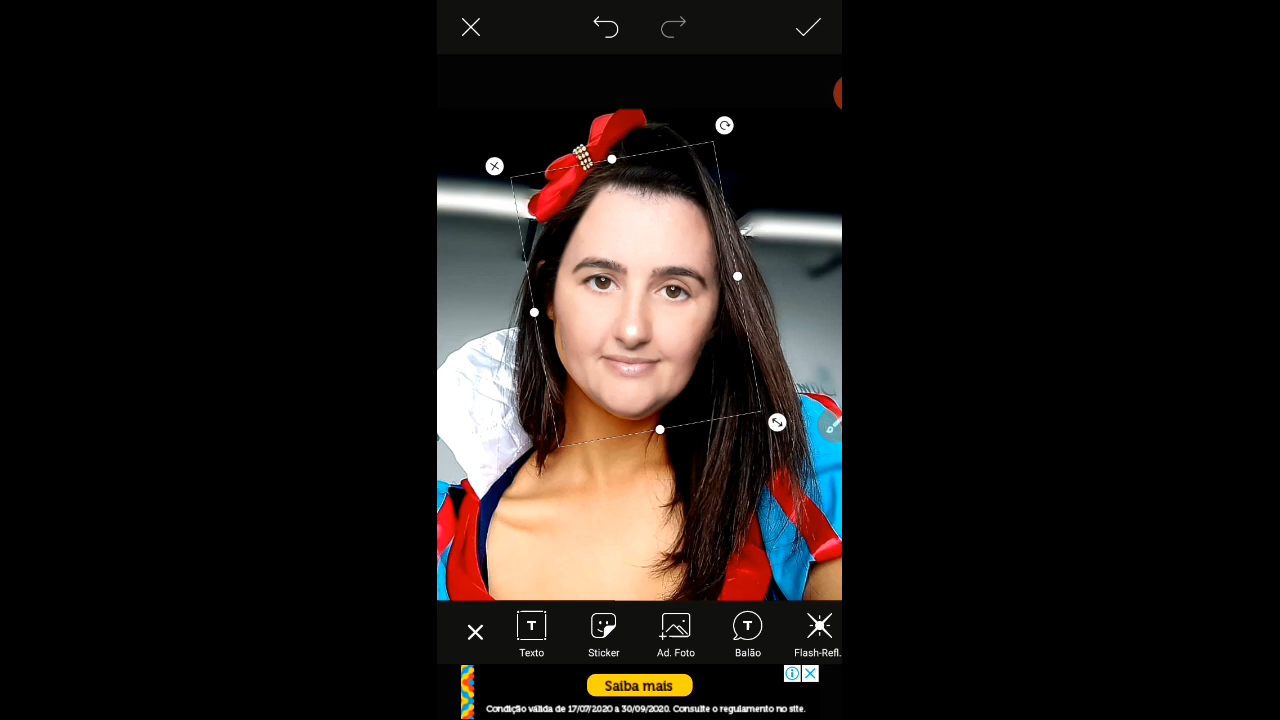 T
T
Texto
Sticker
Ad. Foto
Balão
Flash-Refl.
Saiba mais
Condição válida de 17/07/2020 a 30/09/2020. Consulte o regulamento no site.